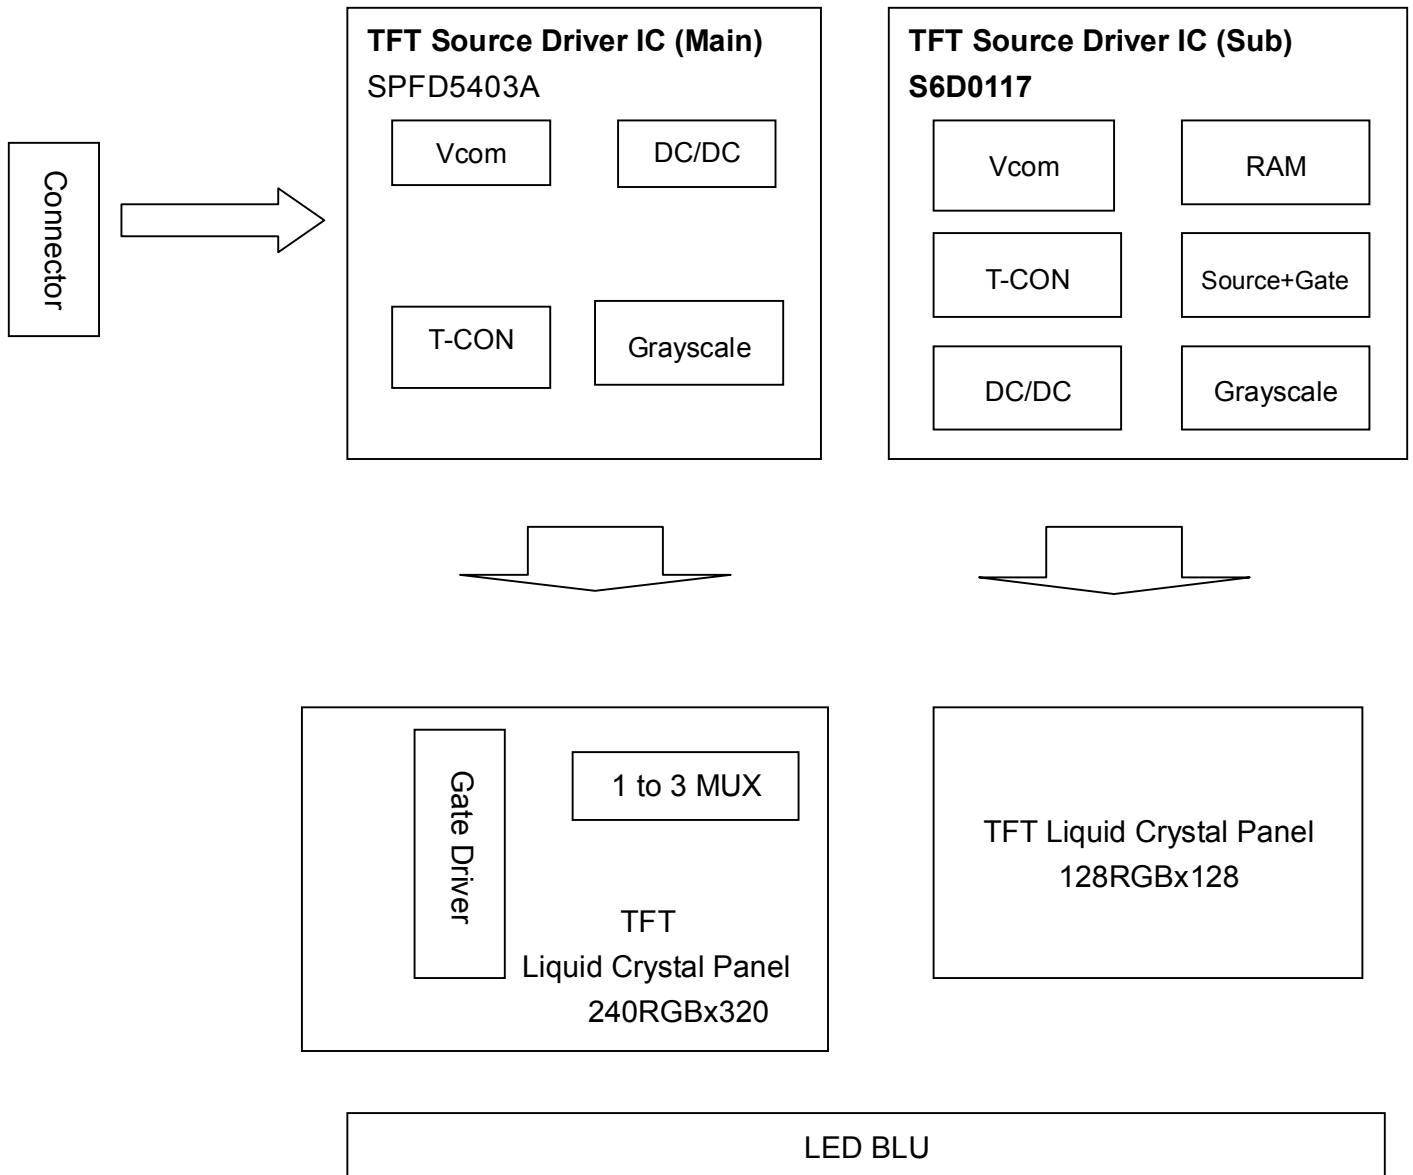 TFT Source Driver IC (Main)
SPFD5403A
Vcom
DC/DC
T-CON
Grayscale
TFT Source Driver IC (Sub)
S6D0117
Vcom
RAM
T-CON
Source+Gate
DC/DC
Grayscale
Connector
Gate Driver
1 to 3 MUX
TFT
Liquid Crystal Panel
240RGBx320
TFT Liquid Crystal Panel
128RGBx128
LED BLU